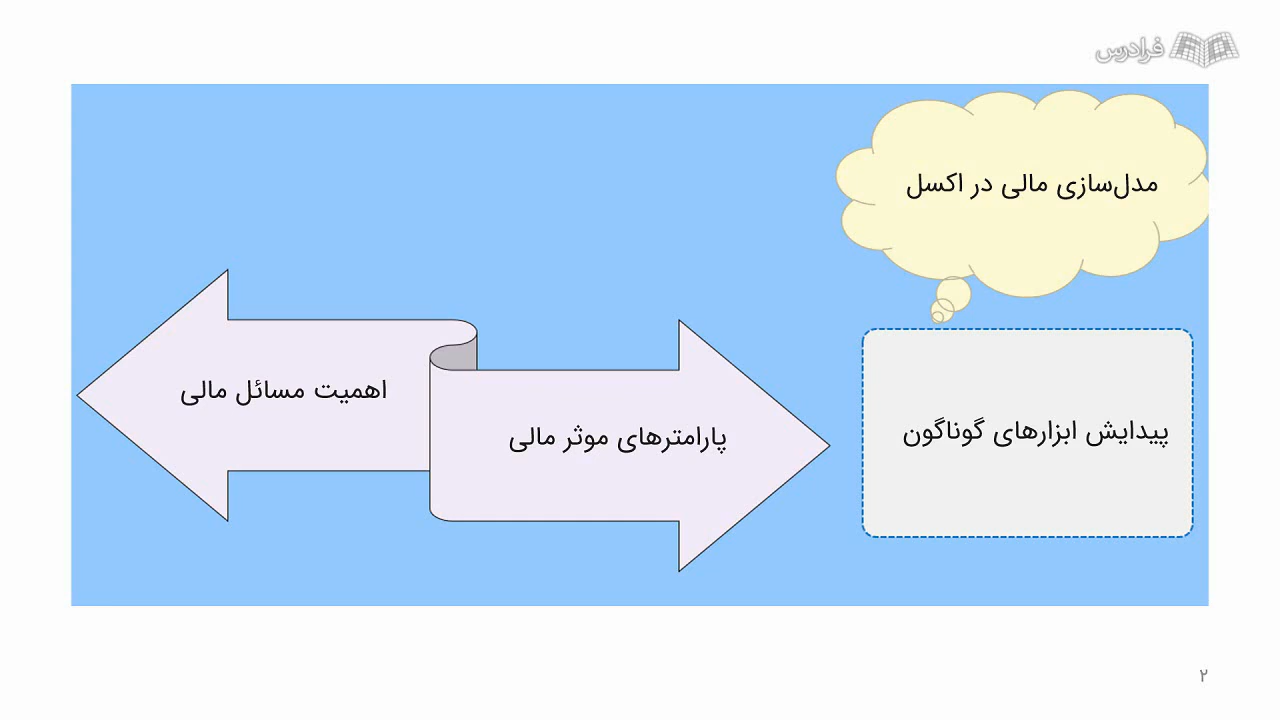 فرادرس
مدل‌سازی مالی در اکسل
پیدایش ابزارهای گوناگون
پارامترهای موثر مالی
اهمیت مسائل مالی
۲